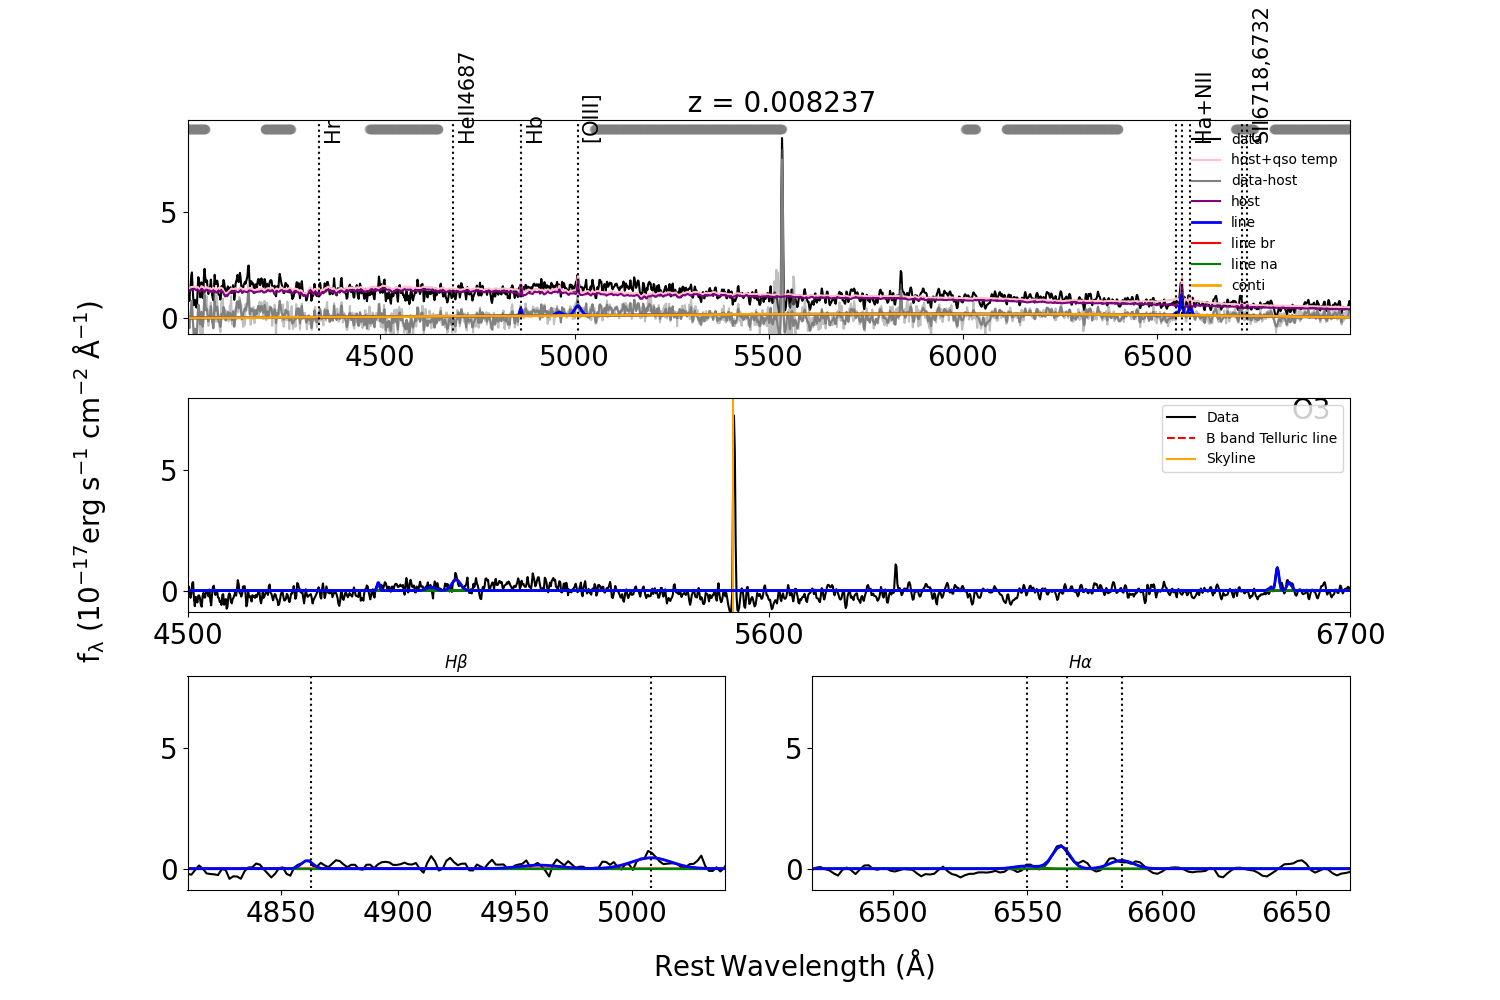 z = 0.008237
Hr
HeII4687
Hb
[OIII]
Ha+NII
SII6718,6732
data
host+qso temp
data-host
host
line
line br
line na
conti
5
0
4500 5000 5500 6000 6500
O3
Data
B band Telluric line
Skyline
5
0
4500 5600 6700
fλ (10⁻¹⁷erg s⁻¹ cm⁻² Å⁻¹)
Hβ
5
0
4850 4900 4950 5000
Hα
5
0
6500 6550 6600 6650
Rest Wavelength (Å)